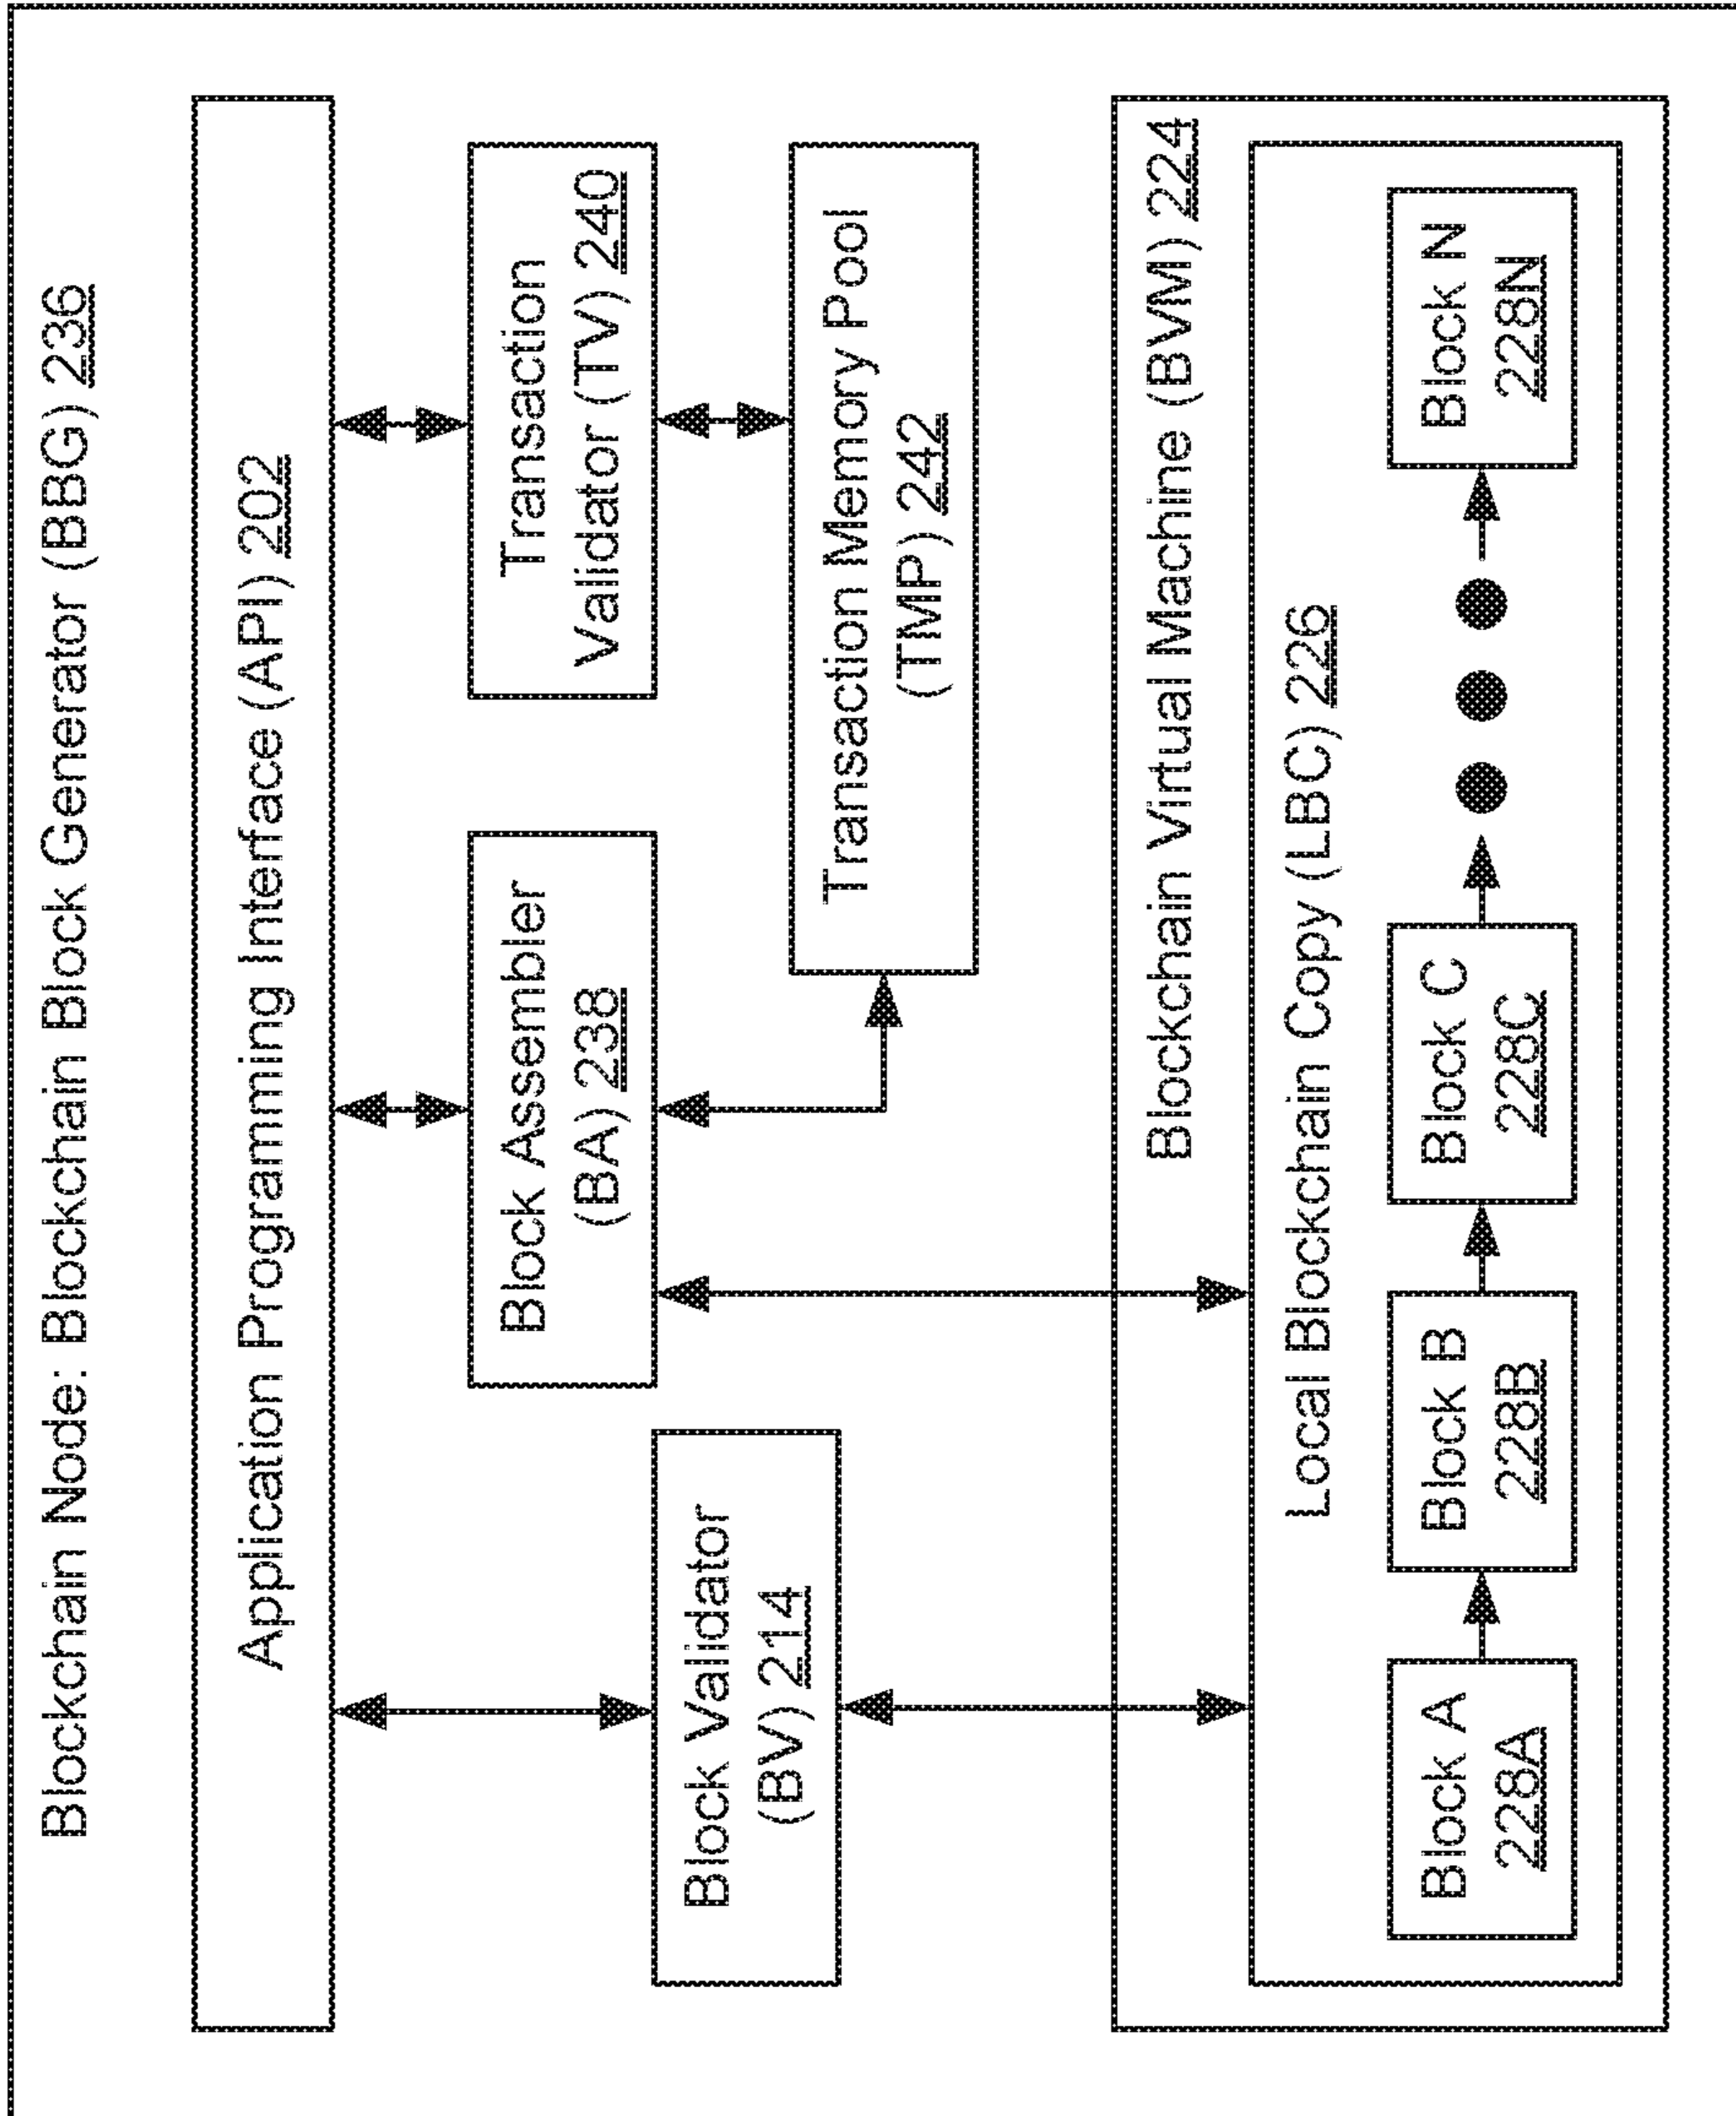 Blockchain Node: Blockchain Block Generator (BBG) 236
Application Programming Interface (API) 202
Block Validator
(BV) 214
Block Assembler
(BA) 238
Transaction
Validator (TV) 240
Transaction Memory Pool
(TMP) 242
Blockchain Virtual Machine (BVM) 224
Local Blockchain Copy (LBC) 226
Block A
228A
Block B
228B
Block C
228C
Block N
228N